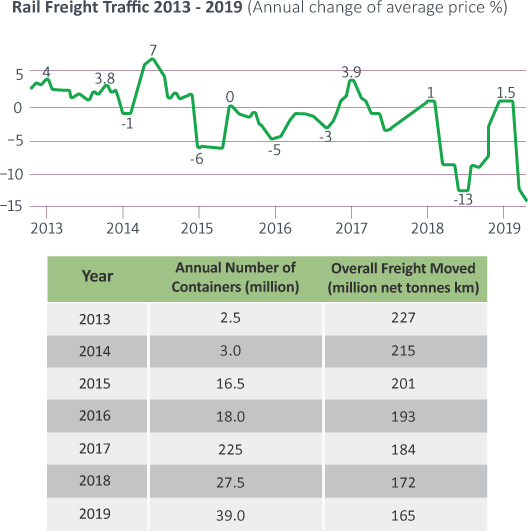 Rail Freight Traffic 2013 - 2019 (Annual change of average price %)
5
0
−5
−10
−15
4
3.8
-1
7
-6
0
-5
-3
3.9
1
-13
1.5
2013 2014 2015 2016 2017 2018 2019
Year Annual Number of Containers (million) Overall Freight Moved (million net tonnes km)
2013 2.5 227
2014 3.0 215
2015 16.5 201
2016 18.0 193
2017 225 184
2018 27.5 172
2019 39.0 165